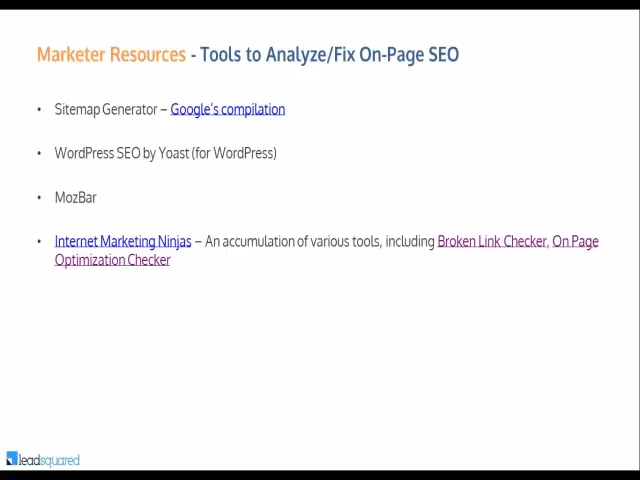 Marketer Resources - Tools to Analyze/Fix On-Page SEO
• Sitemap Generator – Google's compilation
• WordPress SEO by Yoast (for WordPress)
• MozBar
• Internet Marketing Ninjas – An accumulation of various tools, including Broken Link Checker, On Page
Optimization Checker
leadsquared